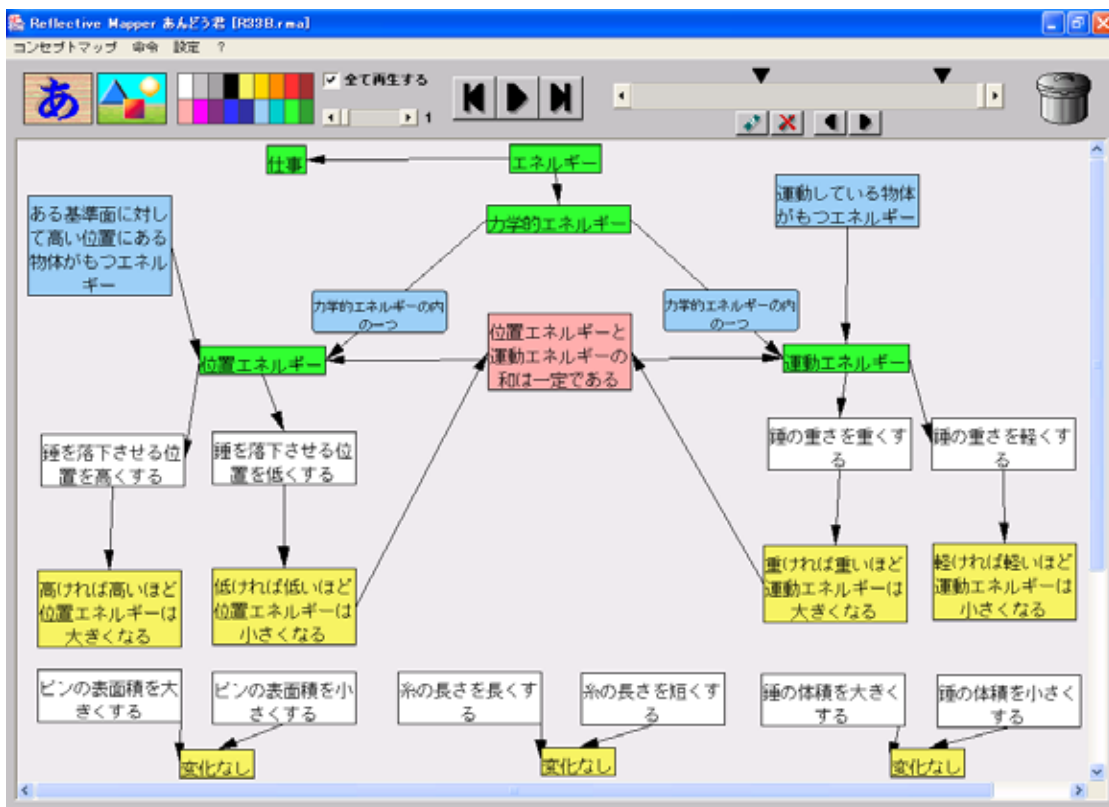 Reflective Mapper あんどう君 [R33B.rma]
コンセプトマップ 命令 設定 ?
あ
全て再生する
1
仕事
エネルギー
力学的エネルギー
ある基準面に対し
て高い位置にある
物体がもつエネル
ギー
運動している物体
がもつエネルギー
力学的エネルギーの内
の一つ
力学的エネルギーの内
の一つ
位置エネルギーと
運動エネルギーの
和は一定である
位置エネルギー
運動エネルギー
錘を落下させる位
置を高くする
錘を落下させる位
置を低くする
錘の重さを重くす
る
錘の重さを軽くす
る
高ければ高いほど
位置エネルギーは
大きくなる
低ければ低いほど
位置エネルギーは
小さくなる
重ければ重いほど
運動エネルギーは
大きくなる
軽ければ軽いほど
運動エネルギーは
小さくなる
ピンの表面積を大
きくする
ピンの表面積を小
さくする
糸の長さを長くす
る
糸の長さを短くす
る
錘の体積を大きく
する
錘の体積を小さく
する
変化なし
変化なし
変化なし